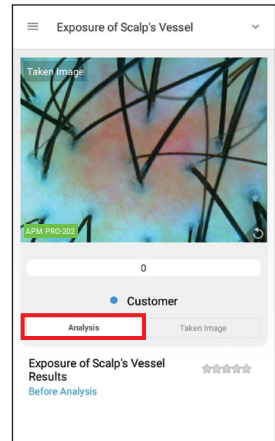 Exposure of Scalp's Vessel
Taken Image
APM PRO-202
0
Customer
Analysis
Taken Image
Exposure of Scalp's Vessel
Results
Before Analysis